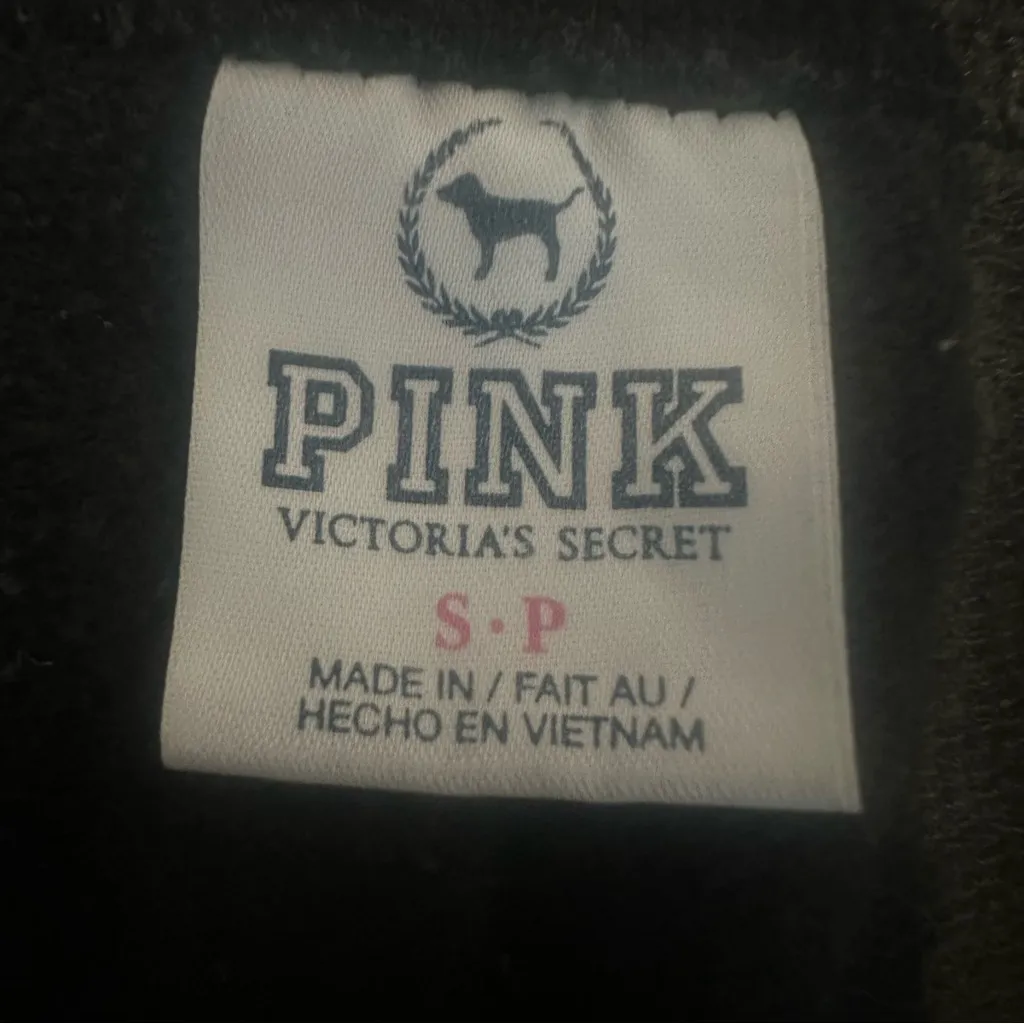 PINK
VICTORIA'S SECRET
S·P
MADE IN / FAIT AU /
HECHO EN VIETNAM